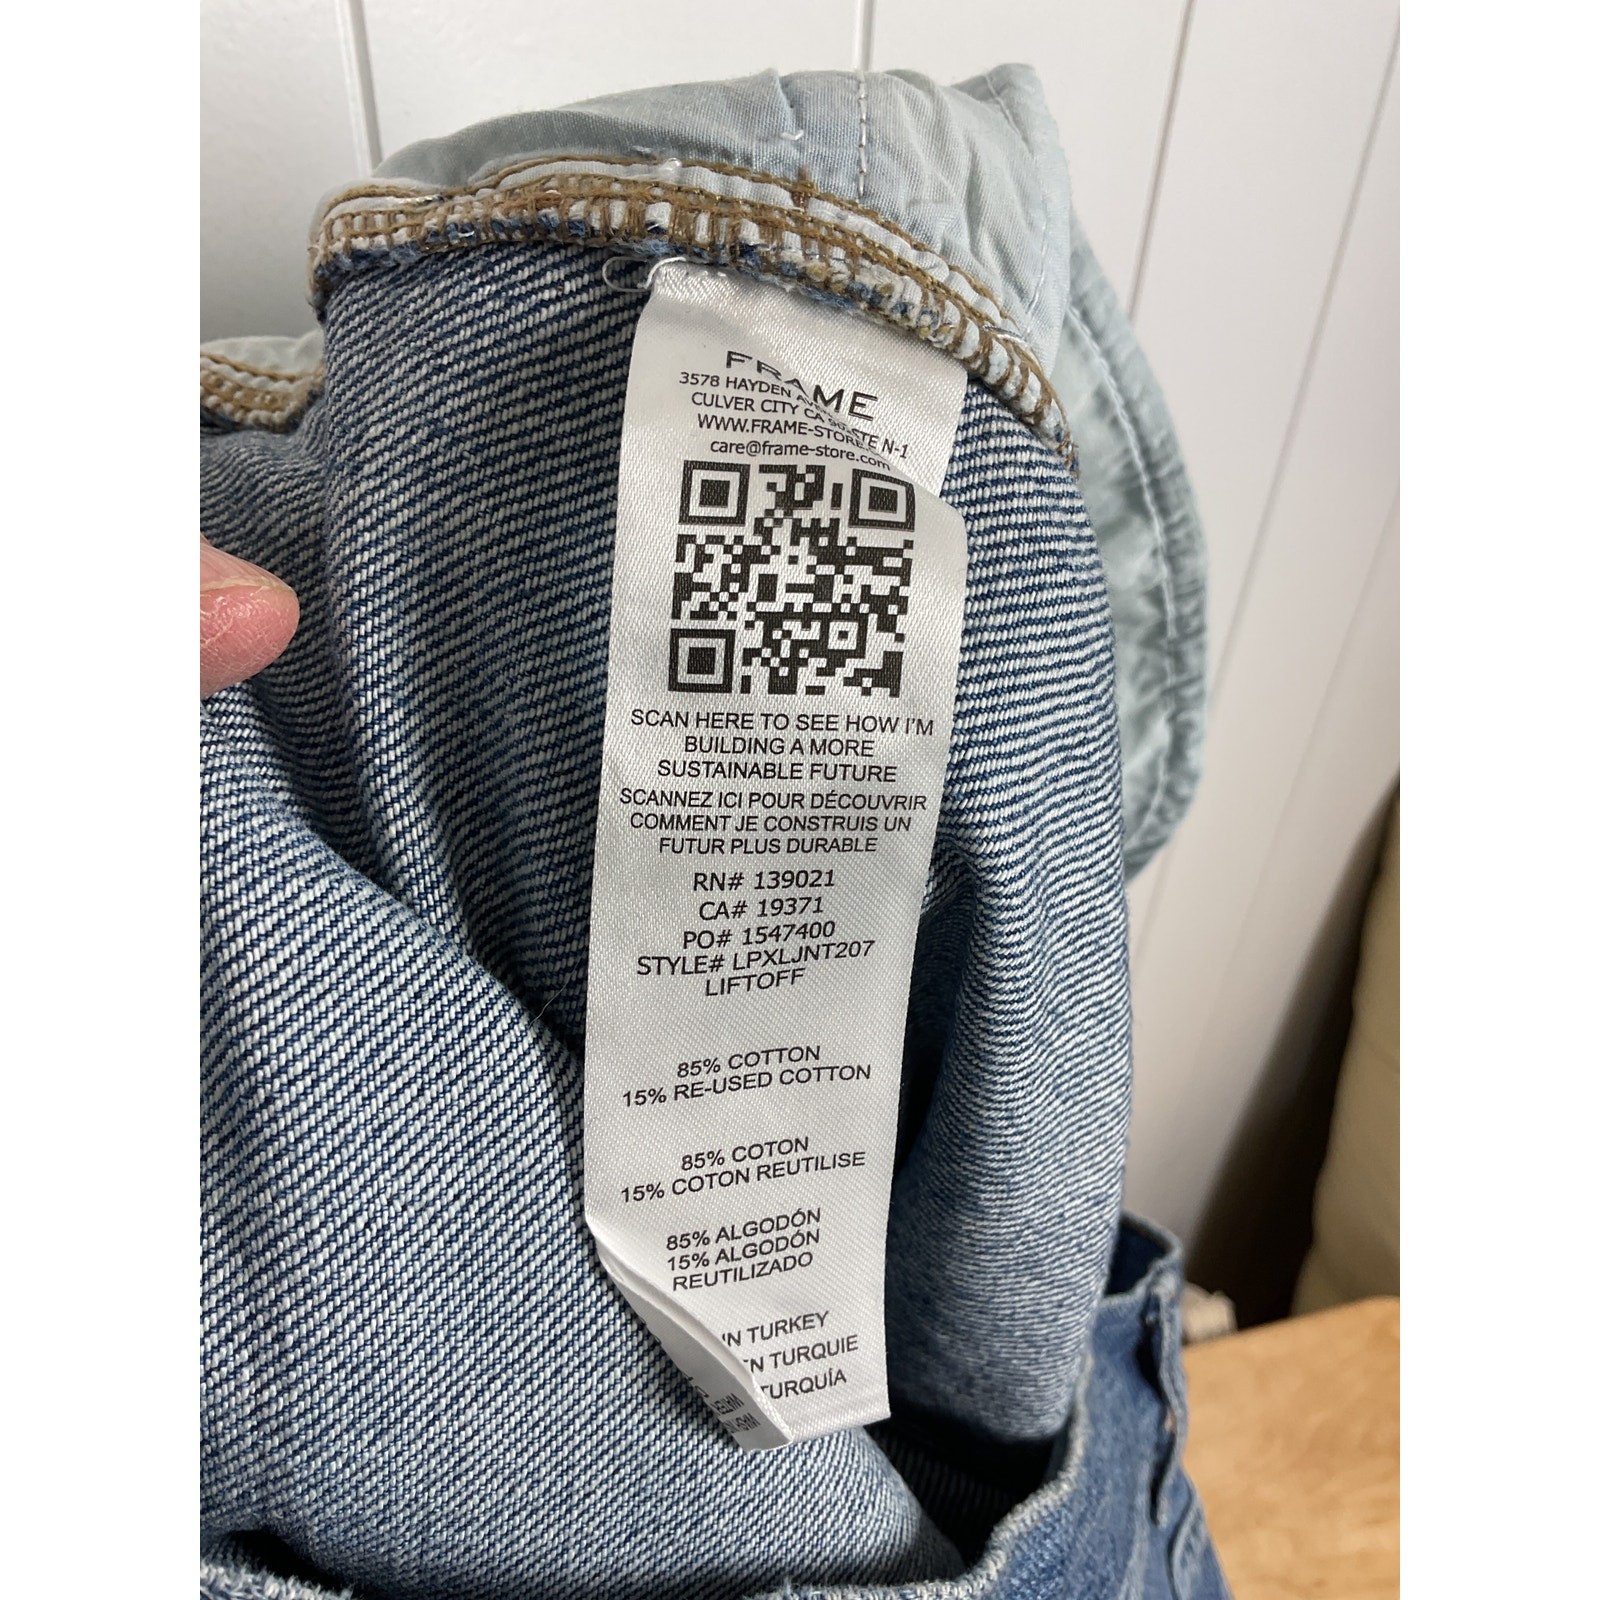 FRAME
3578 HAYDEN
STE N-1
CULVER CITY CA
WWW.FRAME-STORE
care@frame-store.com
SCAN HERE TO SEE HOW I'M
BUILDING A MORE
SUSTAINABLE FUTURE
SCANNEZ ICI POUR DÉCOUVRIR
COMMENT JE CONSTRUIS UN
FUTUR PLUS DURABLE
RN# 139021
CA# 19371
PO# 1547400
STYLE# LPXLJNT207
LIFTOFF
85% COTTON
15% RE-USED COTTON
85% COTON
15% COTON REUTILISE
85% ALGODÓN
15% ALGODÓN
REUTILIZADO
IN TURKEY
EN TURQUIE
TURQUÍA